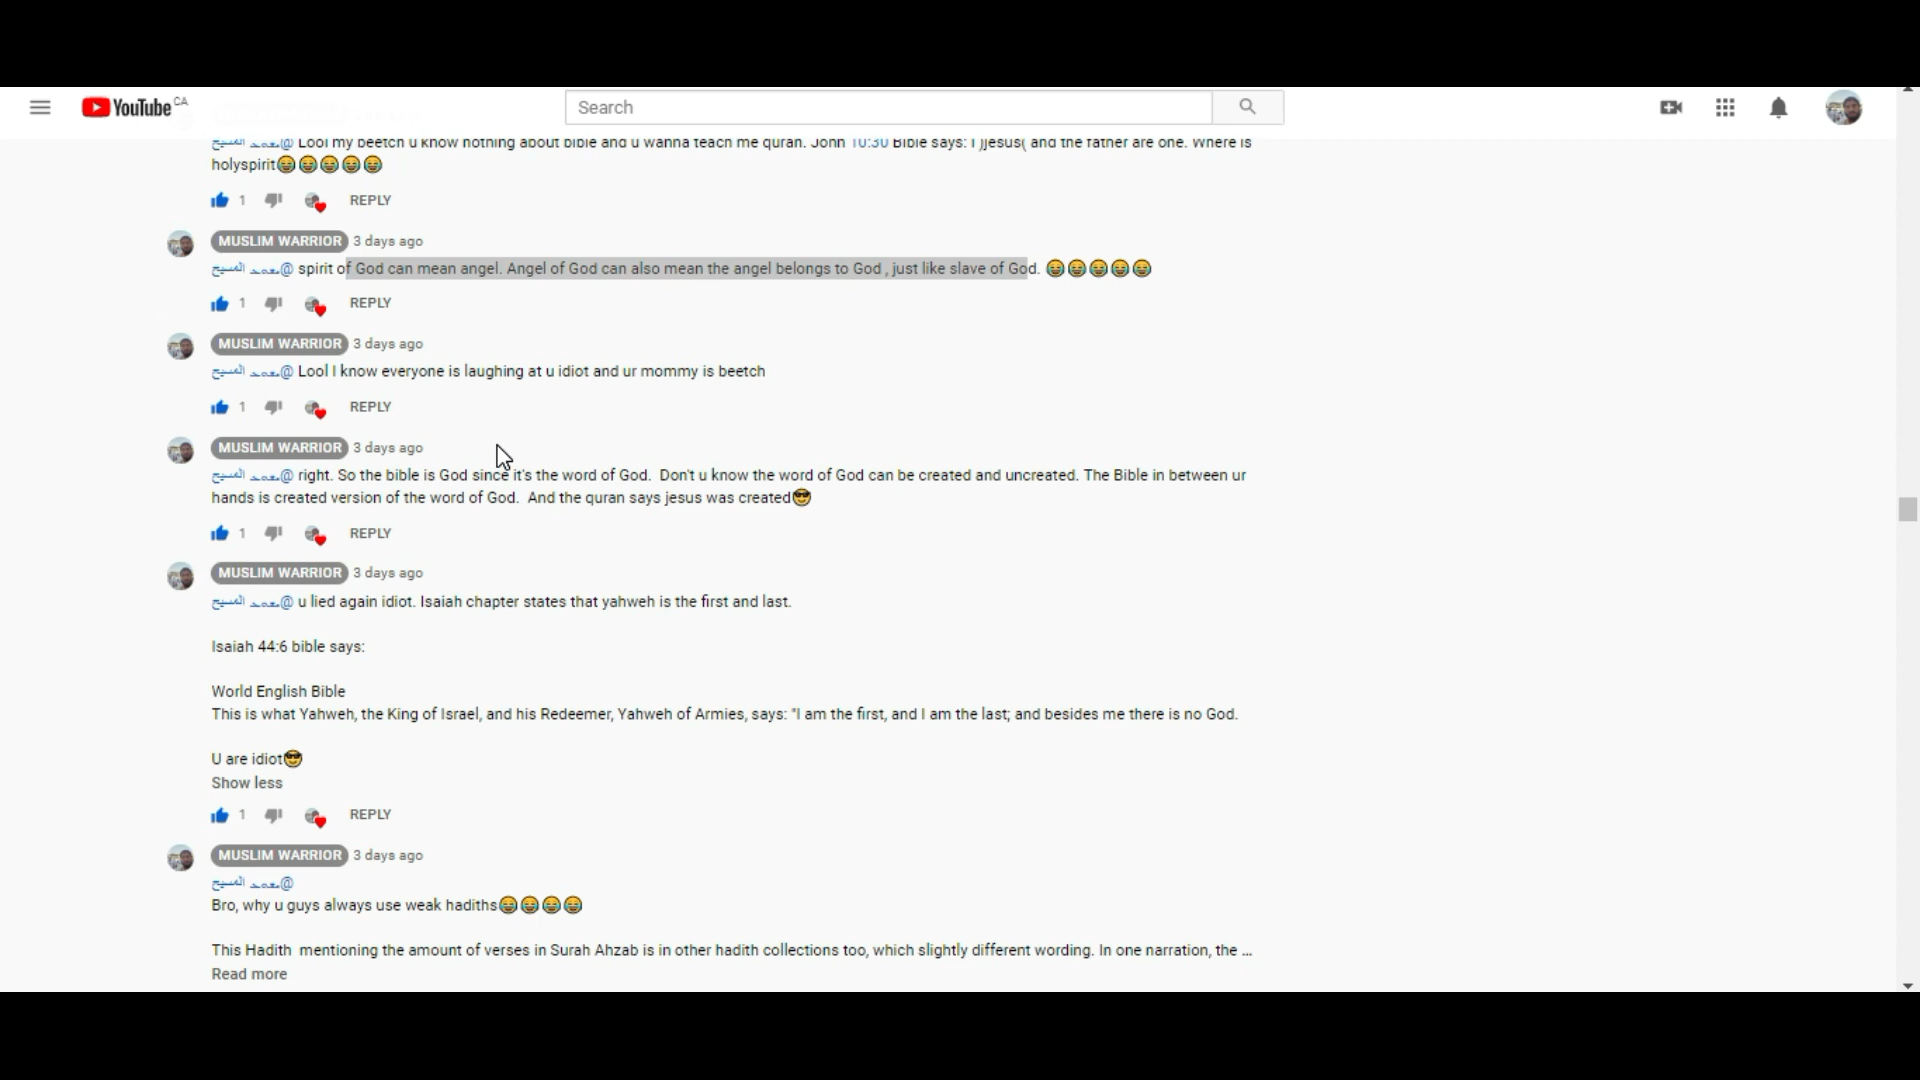 YouTube CA
Search
@محمد المسيح Lool my beetch u know nothing about bible and u wanna teach me quran. John 10:30 Bible says: I )jesus( and the father are one. Where is
holyspirit😂😂😂😂😂
1 REPLY
MUSLIM WARRIOR 3 days ago
@محمد المسيح spirit of God can mean angel. Angel of God can also mean the angel belongs to God , just like slave of God. 😂😂😂😂😂
1 REPLY
MUSLIM WARRIOR 3 days ago
@محمد المسيح Lool I know everyone is laughing at u idiot and ur mommy is beetch
1 REPLY
MUSLIM WARRIOR 3 days ago
@محمد المسيح right. So the bible is God since it's the word of God.  Don't u know the word of God can be created and uncreated. The Bible in between ur
hands is created version of the word of God.  And the quran says jesus was created😎
1 REPLY
MUSLIM WARRIOR 3 days ago
@محمد المسيح u lied again idiot. Isaiah chapter states that yahweh is the first and last.
Isaiah 44:6 bible says:
World English Bible
This is what Yahweh, the King of Israel, and his Redeemer, Yahweh of Armies, says: "I am the first, and I am the last; and besides me there is no God.
U are idiot😎
Show less
1 REPLY
MUSLIM WARRIOR 3 days ago
@محمد المسيح
Bro, why u guys always use weak hadiths😂😂😂😂
This Hadith  mentioning the amount of verses in Surah Ahzab is in other hadith collections too, which slightly different wording. In one narration, the ...
Read more